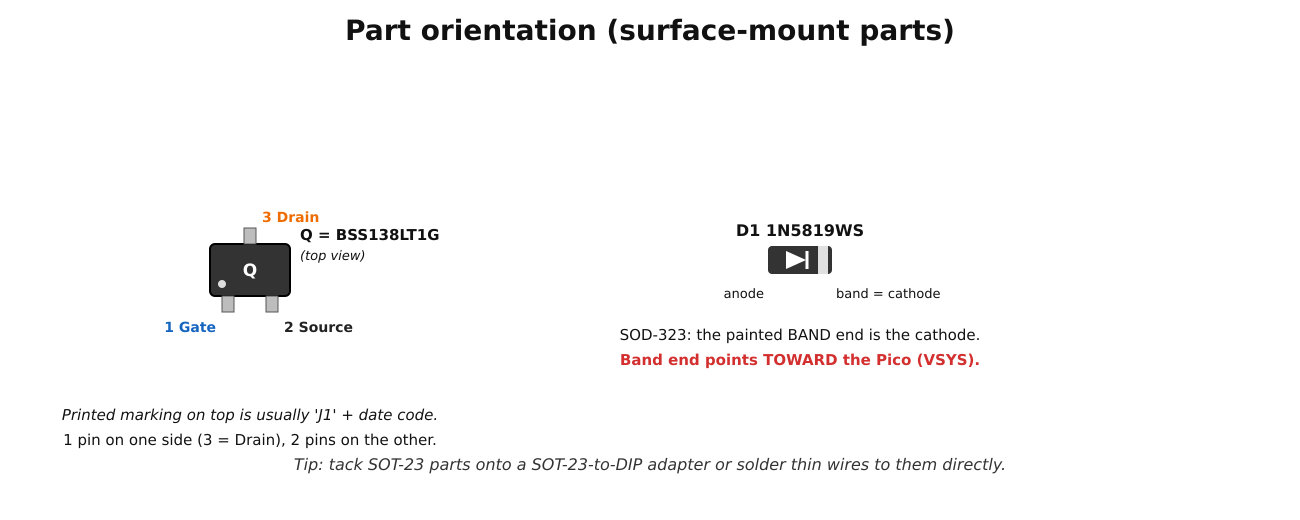 Part orientation (surface-mount parts)
3 Drain
Q = BSS138LT1G
(top view)
Q
1 Gate
2 Source
Printed marking on top is usually 'J1' + date code.
1 pin on one side (3 = Drain), 2 pins on the other.
D1 1N5819WS
anode
band = cathode
SOD-323: the painted BAND end is the cathode.
Band end points TOWARD the Pico (VSYS).
Tip: tack SOT-23 parts onto a SOT-23-to-DIP adapter or solder thin wires to them directly.